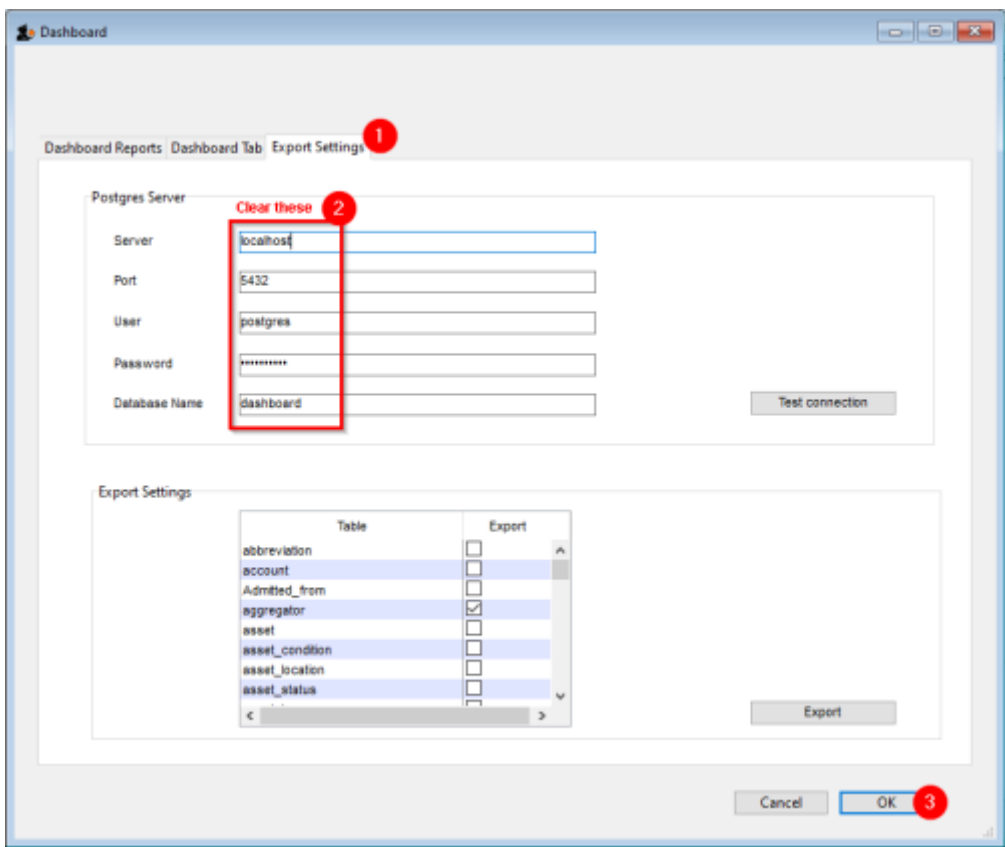 Dashboard
Dashboard Reports Dashboard Tab Export Settings 1
Postgres Server
Clear these 2
Server localhost
Port 5432
User postgres
Password •••••••••••
Database Name dashboard
Test connection
Export Settings
Table Export
abbreviation
account
Admitted_from
aggregator
asset
asset_condition
asset_location
asset_status
Export
Cancel OK 3